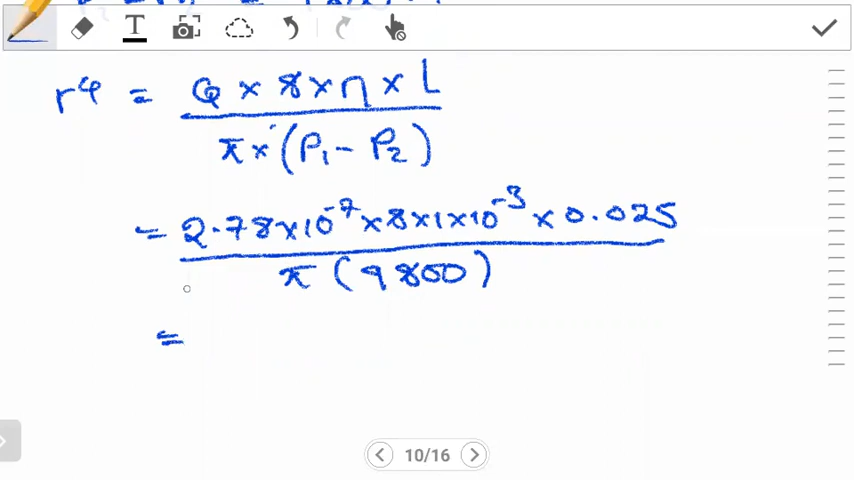 T
r⁴ = Q × 8 × η × L
π × (P₁ - P₂)
= 2.78×10⁻⁷ × 8×1×10⁻³ × 0.025
π (9800)
=
10/16